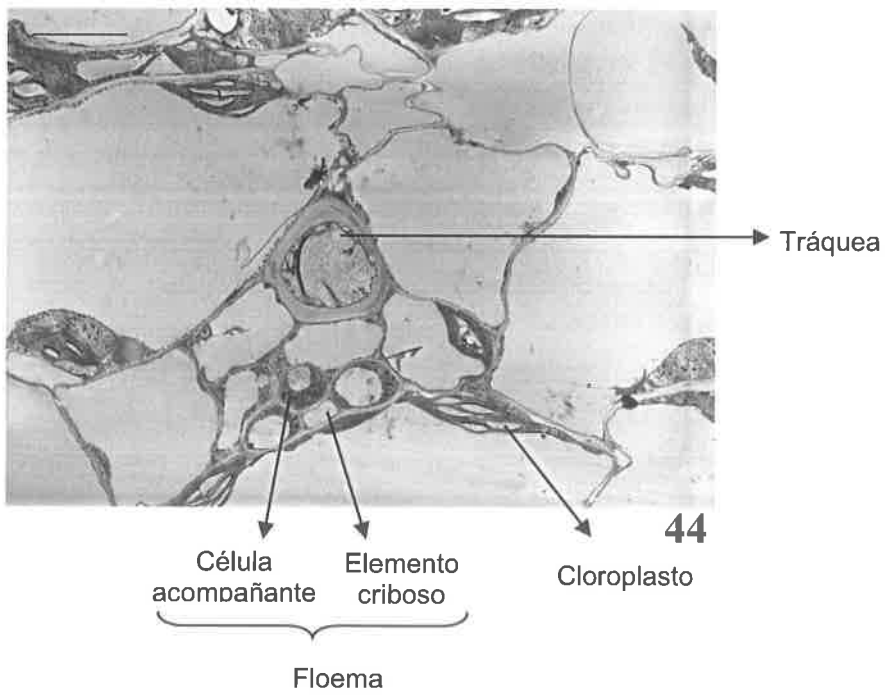 Tráquea
44
Célula
acompañante
Elemento
criboso
Cloroplasto
Floema